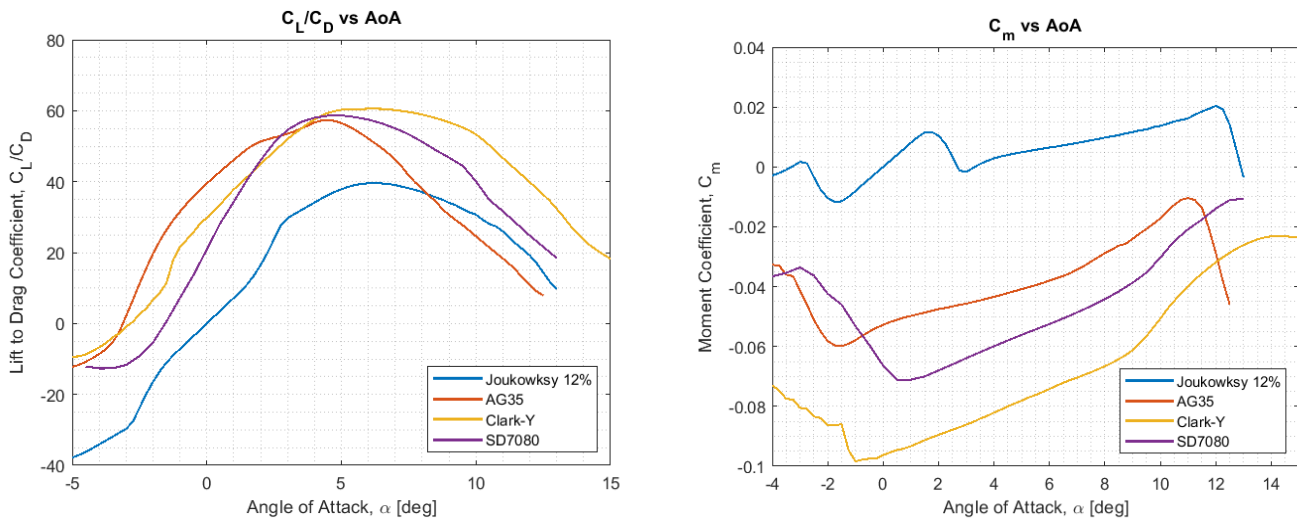 C_L/C_D vs AoA
80
60
40
20
0
-20
-40
-5
0
5
10
15
Lift to Drag Coefficient, C_L/C_D
Angle of Attack, α [deg]
Joukowksy 12%
AG35
Clark-Y
SD7080
C_m vs AoA
0.04
0.02
0
-0.02
-0.04
-0.06
-0.08
-0.1
-4
-2
0
2
4
6
8
10
12
14
Moment Coefficient, C_m
Angle of Attack, α [deg]
Joukowksy 12%
AG35
Clark-Y
SD7080